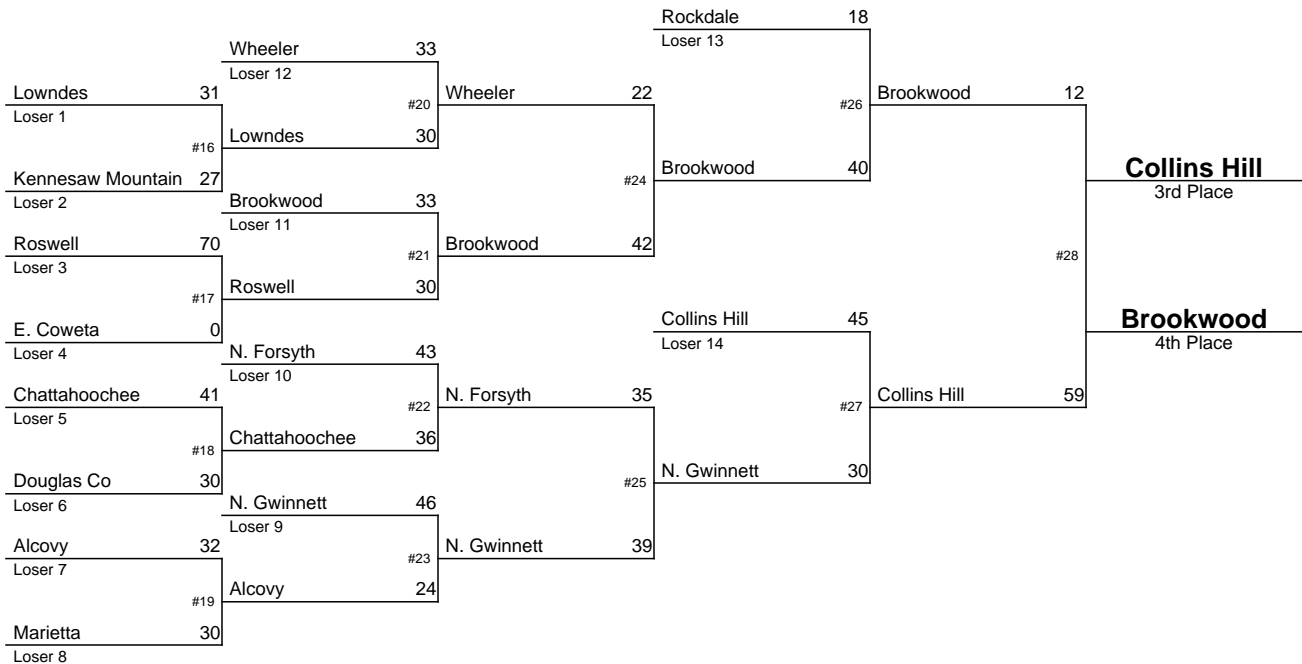 Rockdale 18
Loser 13
Wheeler 33
Loser 12
Lowndes 31
Loser 1
#20
Wheeler 22
#26
Brookwood 12
#16
Lowndes 30
Collins Hill
3rd Place
Kennesaw Mountain 27
Loser 2
#24
Brookwood 40
Brookwood 33
Loser 11
Roswell 70
Loser 3
#21
Brookwood 42
#28
#17
Roswell 30
E. Coweta 0
Loser 4
Collins Hill 45
Loser 14
Brookwood
4th Place
N. Forsyth 43
Loser 10
Chattahoochee 41
Loser 5
#22
N. Forsyth 35
#27
Collins Hill 59
#18
Chattahoochee 36
Douglas Co 30
Loser 6
#25
N. Gwinnett 30
N. Gwinnett 46
Loser 9
Alcovy 32
Loser 7
#23
N. Gwinnett 39
#19
Alcovy 24
Marietta 30
Loser 8